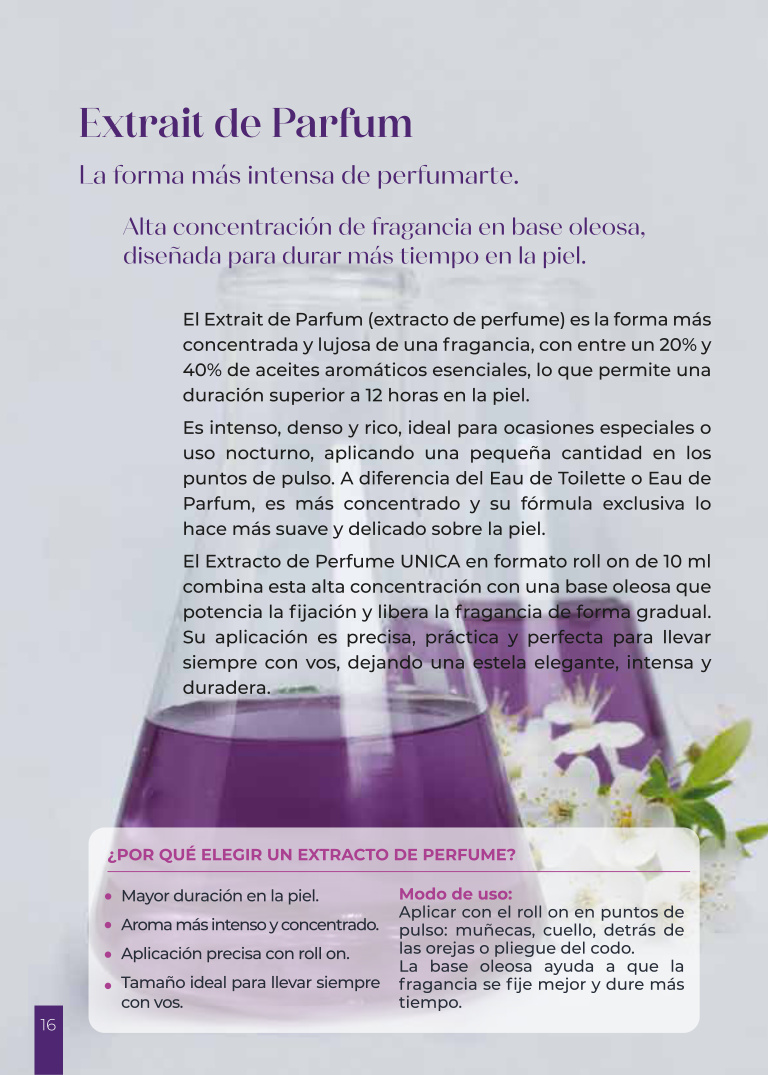 Extrait de Parfum
La forma más intensa de perfumarte.
Alta concentración de fragancia en base oleosa,
diseñada para durar más tiempo en la piel.
El Extrait de Parfum (extracto de perfume) es la forma más
concentrada y lujosa de una fragancia, con entre un 20% y
40% de aceites aromáticos esenciales, lo que permite una
duración superior a 12 horas en la piel.
Es intenso, denso y rico, ideal para ocasiones especiales o
uso nocturno, aplicando una pequeña cantidad en los
puntos de pulso. A diferencia del Eau de Toilette o Eau de
Parfum, es más concentrado y su fórmula exclusiva lo
hace más suave y delicado sobre la piel.
El Extracto de Perfume UNICA en formato roll on de 10 ml
combina esta alta concentración con una base oleosa que
potencia la fijación y libera la fragancia de forma gradual.
Su aplicación es precisa, práctica y perfecta para llevar
siempre con vos, dejando una estela elegante, intensa y
duradera.
¿POR QUÉ ELEGIR UN EXTRACTO DE PERFUME?
• Mayor duración en la piel.
• Aroma más intenso y concentrado.
• Aplicación precisa con roll on.
• Tamaño ideal para llevar siempre
con vos.
Modo de uso:
Aplicar con el roll on en puntos de
pulso: muñecas, cuello, detrás de
las orejas o pliegue del codo.
La base oleosa ayuda a que la
fragancia se fije mejor y dure más
tiempo.
16